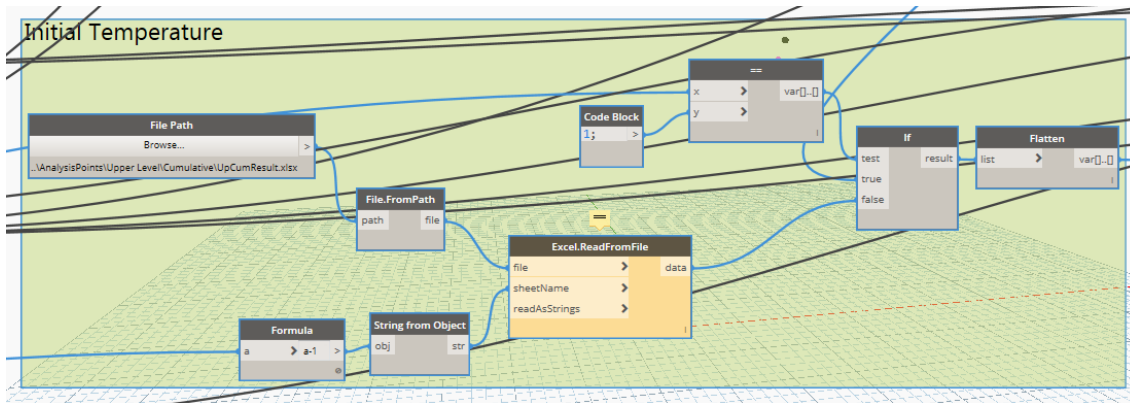 Initial Temperature
==
x > var[]..[]
y >
|
File Path
Browse... >
..\AnalysisPoints\Upper Level\Cumulative\UpCumResult.xlsx
Code Block
1; >
If
test result
true
false
Flatten
list > var[]..[]
|
File.FromPath
path file
=
Excel.ReadFromFile
file > data
sheetName >
readAsStrings >
|
Formula
a > a-1 >
String from Object
obj str